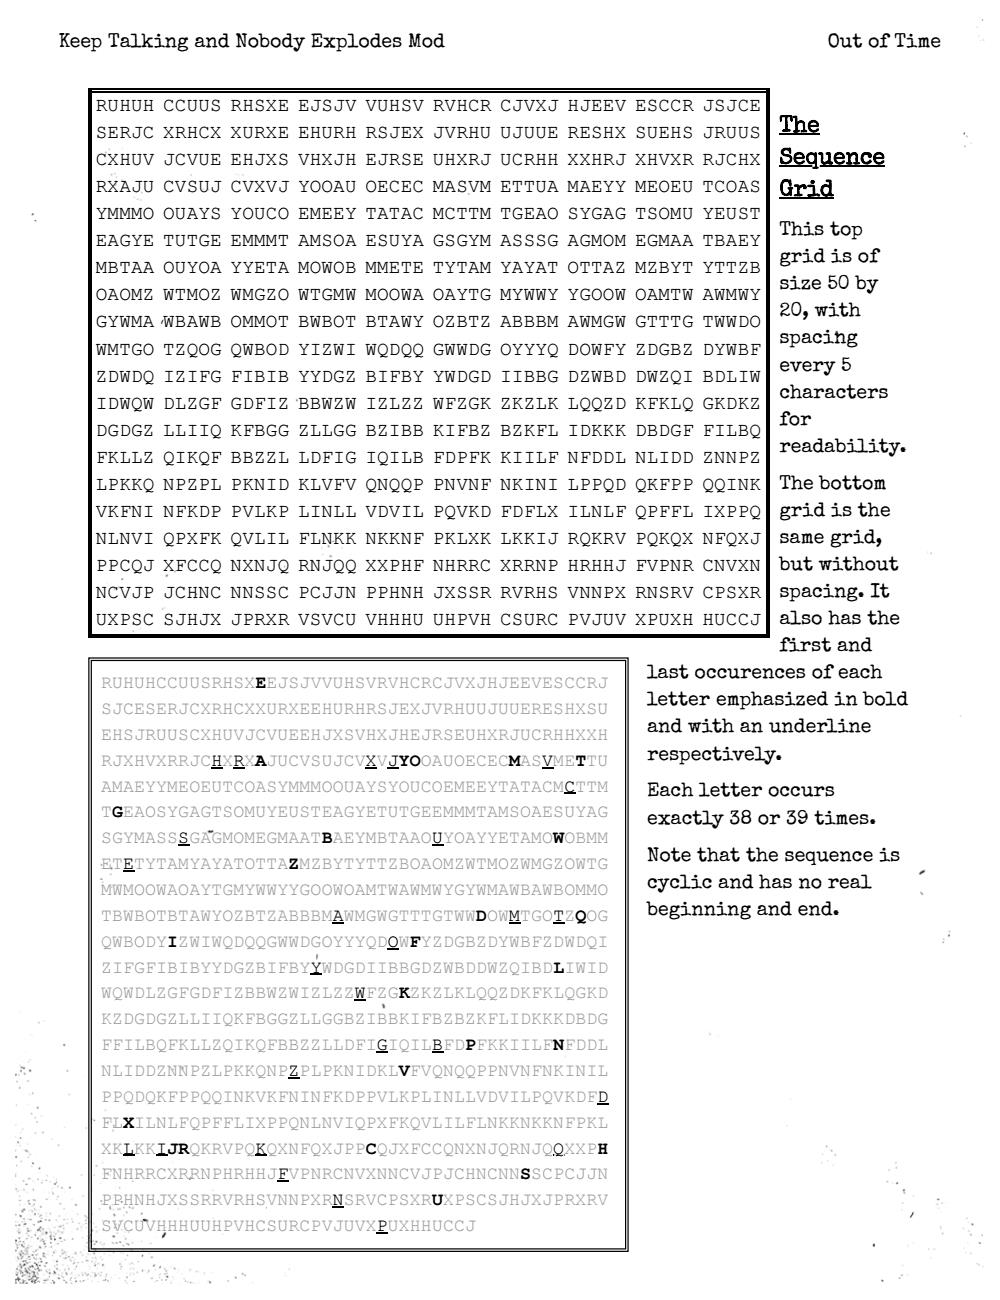 Keep Talking and Nobody Explodes Mod
Out of Time
RUHUH CCUUS RHSXE EJSJV VUHSV RVHCR CJVXJ HJEEV ESCCR JSJCE
SERJC XRHCX XURXE EHURH RSJEX JVRHU UJUUE RESHX SUEHS JRUUS
CXHUV JCVUE EHJXS VHXJH EJRSE UHXRJ UCRHH XXHRJ XHVXR RJCHX
RXAJU CVSUJ CVXVJ YOOAU OECEC MASVM ETTUA MAEYY MEOEU TCOAS
YMMMO OUAYS YOUCO EMEEY TATAC MCTTM TGEAO SYGAG TSOMU YEUST
EAGYE TUTGE EMMMT AMSOA ESUYA GSGYM ASSSG AGMOM EGMAA TBAEY
MBTAA OUYOA YYETA MOWOB MMETE TYTAM YAYAT OTTAZ MZBYT YTTZB
OAOMZ WTMOZ WMGZO WTGMW MOOWA OAYTG MYWWY YGOOW OAMTW AWMWY
GYWMA WBAWB OMMOT BWBOT BTAWY OZBTZ ABBBM AWMGW GTTTG TWWDO
WMTGO TZQOG QWBOD YIZWI WQDQQ GWWDG OYYYQ DOWFY ZDGBZ DYWBF
ZDWDQ IZIFG FIBIB YYDGZ BIFBY YWDGD IIBBG DZWBD DWZQI BDLIW
IDWQW DLZGF GDFIZ BBWZW IZLZZ WFZGK ZKZLK LQQZD KFKLQ GKDKZ
DGDGZ LLIIQ KFBGG ZLLGG BZIBB KIFBZ BZKFL IDKKK DBDGF FILBQ
FKLLZ QIKQF BBZZL LDFIG IQILB FDPFK KIILF NFDDL NLIDD ZNNPZ
LPKKQ NPZPL PKNID KLVFV QNQQP PNVNF NKINI LPPQD QKFPP QQINK
VKFNI NFKDP PVLKP LINLL VDVIL PQVKD FDFLX ILNLF QPFFL IXPPQ
NLNVI QPXFK QVLIL FLNKK NKKNF PKLXK LKKIJ RQKRV PQKQX NFQXJ
PPCQJ XFCCQ NXNJQ RNJQQ XXPHF NHRRC XRRNP HRHHJ FVPNR CNVXN
NCVJP JCHNC NNSSC PCJJN PPHNH JXSSR RVRHS VNNPX RNSRV CPSXR
UXPSC SJHJX JPRXR VSVCU VHHHU UHPVH CSURC PVJUV XPUXH HUCCJ
The
Sequence
Grid
This top
grid is of
size 50 by
20, with
spacing
every 5
characters
for
readability.
The bottom
grid is the
same grid,
but without
spacing. It
also has the
first and
last occurences of each
letter emphasized in bold
and with an underline
respectively.
Each letter occurs
exactly 38 or 39 times.
Note that the sequence is
cyclic and has no real
beginning and end.
RUHUHCCUUSRHSXEEJSJVVUHSVRVHCRCJVXJHJEEVESCCRJ
SJCESERJCXRHCXXURXEEHURHRSJEXJVRHUUJUUERESHXSU
EHSJRUUSCXHUVJCVUEEHJXSVHXJHEJRSEUHXRJUCRHHXXH
RJXHVXRRJCHXRXAJUCVSUJCVXVJYOOAUOECECMASVMETTU
AMAEYYMEOEUTCOASYMMMOOUAYSYOUCOEMEEYTATACMCTTM
TGEAOSYGAGTSOMUYEUSTEAGYETUTGEEMMMTAMSOAESUYAG
SGYMASSSGAGMOMEGMAATBAEYMBTAAOUYOAYYETAMOWOBMM
ETETYTAMYAYATOTTAZMZBYTYTTZBOAOMZWTMOZWMGZOWTG
MWMOOWAOAYTGMYWWYYGOOWOAMTWAWMWYGYWMAWBAWBOMMO
TBWBOTBTAWYOZBTZABBBMAWMGWGTTTGTWWDOWMTGOTZQOG
QWBODYIZWIWQDQQGWWDGOYYYQDOWFYZDGBZDYWBFZDWDQI
ZIFGFIBIBYYDGZBIFBYYWDGDIIBBGDZWBDDWZQIBDLIWID
WQWDLZGFGDFIZBBWZWIZLZZWFZGKZKZLKLQQZDKFKLQGKD
KZDGDGZLLIIQKFBGGZLLGGBZIBBKIFBZBZKFLIDKKKDBDG
FFILBQFKLLZQIKQFBBZZLLDFIGIQILBFDPFKKIILFNFDDL
NLIDDZNNPZLPKKQNPZPLPKNIDKLVFVQNQQPPNVNFNKINIL
PPQDQKFPPQQINKVKFNINFKDPPVLKPLINLLVDVILPQVKDFD
FLXILNLFQPFFLIXPPQNLNVIQPXFKQVLILFLNKKNKKNFPKL
XKLKKIJRQKRVPQKQXNFQXJPPCQJXFCCQNXNJQRNJQQXXPH
FNHRRCXRRNPHRHHJFVPNRCNVXNNCVJPJCHNCNNSSCPCJJN
PPHNHJXSSRRVRHSVNNPXRNSRVCPSXRUXPSCSJHJXJPRXRV
SVCUVHHHUUHPVHCSURCPVJUVXPUXHHUCCJ